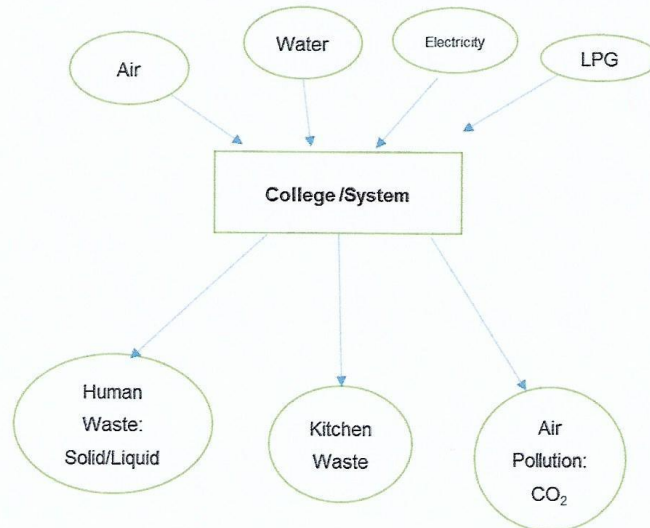 Air
Water
Electricity
LPG
College/System
Human
Waste:
Solid/Liquid
Kitchen
Waste
Air
Pollution:
CO₂